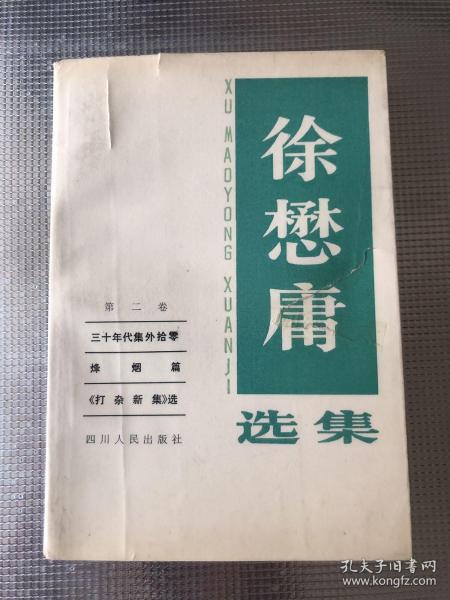 徐懋庸
选集
XU MAOYONG XUANJI
第二卷
三十年代集外拾零
烽烟篇
《打杂新集》选
四川人民出版社
孔夫子旧书网
www.kongfz.com